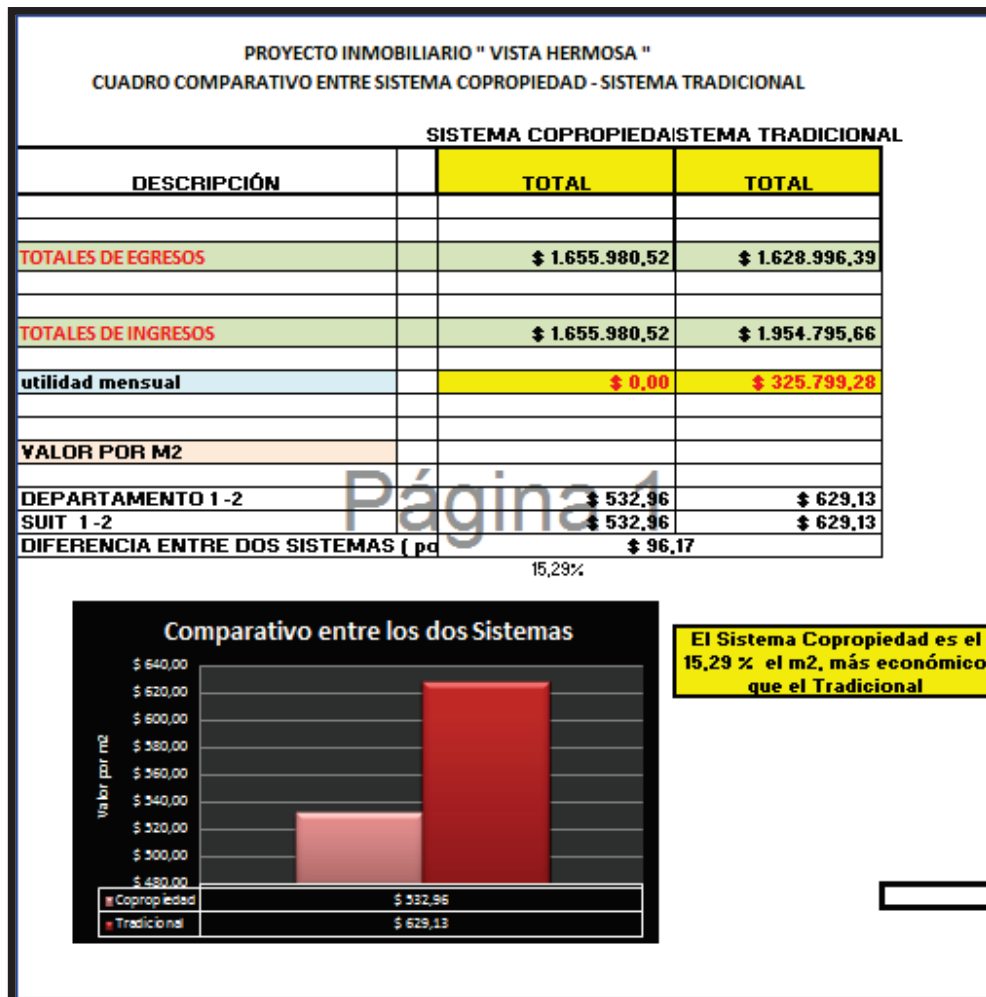 PROYECTO INMOBILIARIO " VISTA HERMOSA "
CUADRO COMPARATIVO ENTRE SISTEMA COPROPIEDAD - SISTEMA TRADICIONAL
SISTEMA COPROPIEDA ISTEMA TRADICIONAL
DESCRIPCIÓN TOTAL TOTAL
TOTALES DE EGRESOS $ 1.655.980,52 $ 1.628.996,39
TOTALES DE INGRESOS $ 1.655.980,52 $ 1.954.795,66
utilidad mensual $ 0,00 $ 325.799,28
VALOR POR M2
Página 1
DEPARTAMENTO 1 -2 $ 532,96 $ 629,13
SUIT 1 -2 $ 532,96 $ 629,13
DIFERENCIA ENTRE DOS SISTEMAS ( po $ 96,17
15,29%
Comparativo entre los dos Sistemas
Valor por m2
$ 640,00
$ 620,00
$ 600,00
$ 580,00
$ 560,00
$ 540,00
$ 520,00
$ 500,00
$ 480,00
Copropiedad $ 532,96
Tradicional $ 629,13
El Sistema Copropiedad es el
15,29 % el m2, más económico
que el Tradicional